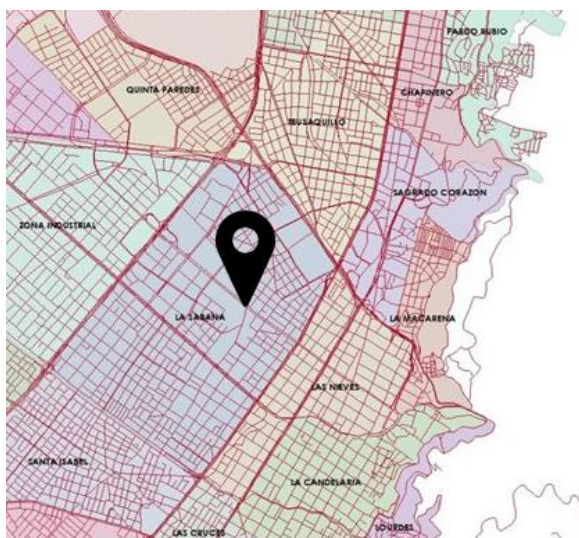 PARDO RUBIO
QUINTA PAREDES
CHAPINERO
TEUSAQUILLO
SAGRADO CORAZON
ZONA INDUSTRIAL
LA SABANA
LA MACARENA
LAS NIEVES
SANTA ISABEL
LA CANDELARIA
LAS CRUCES
LOURDES